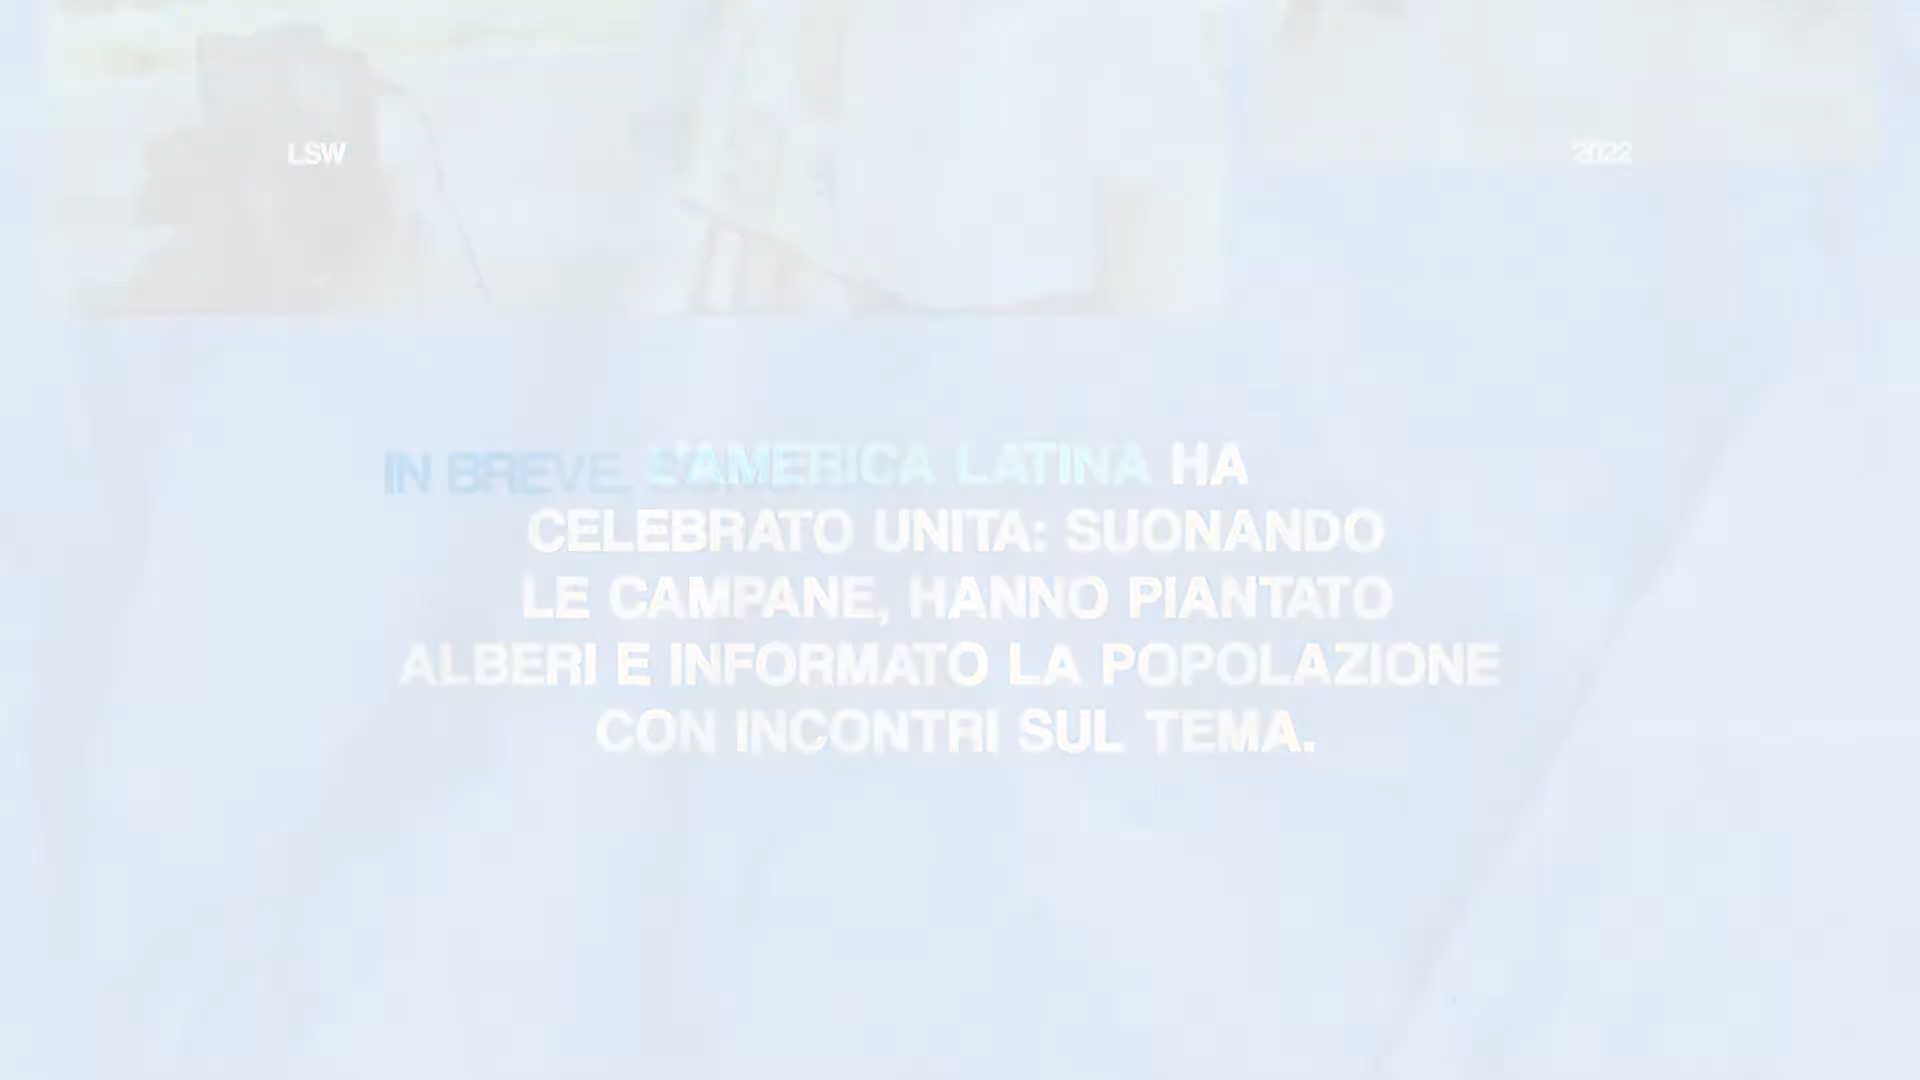 LSW
2022
IN BREVE.
L'AMERICA LATINA HA
CELEBRATO UNITA: SUONANDO
LE CAMPANE, HANNO PIANTATO
ALBERI E INFORMATO LA POPOLAZIONE
CON INCONTRI SUL TEMA.